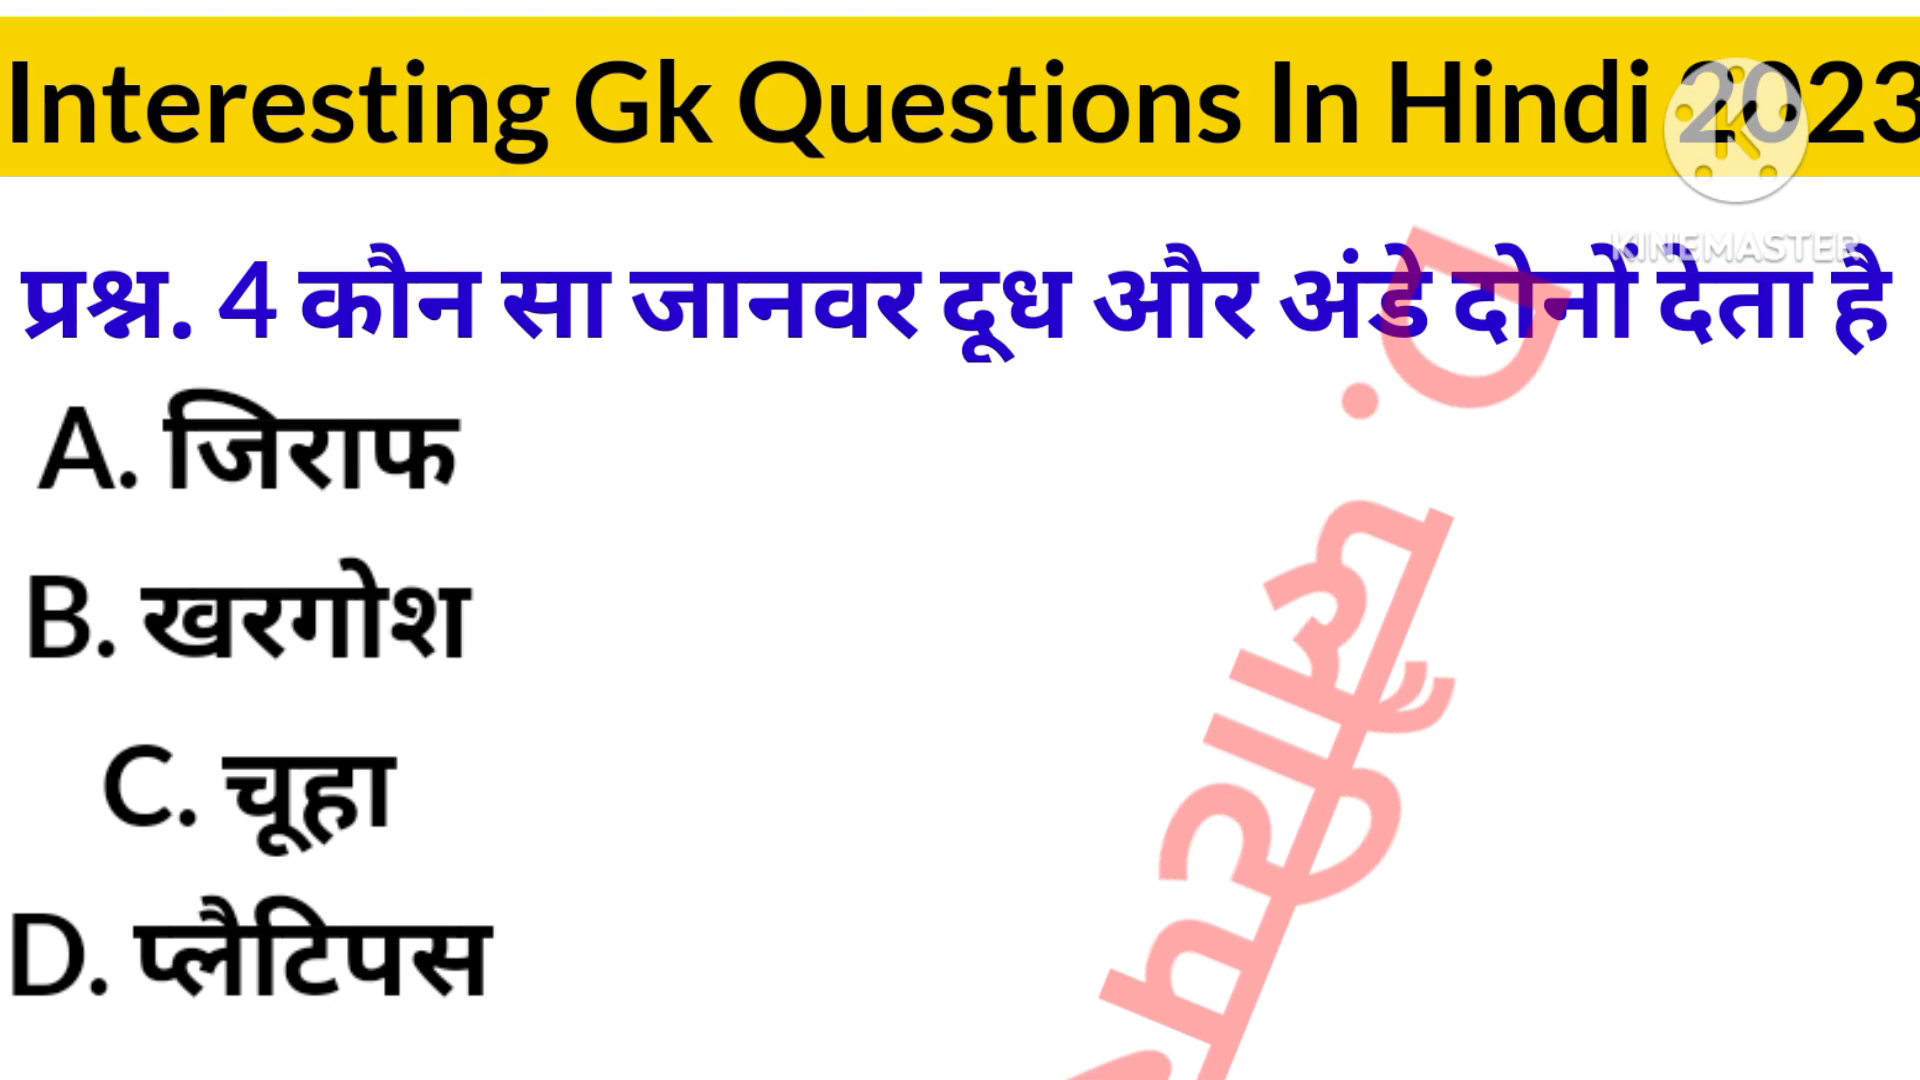 Interesting Gk Questions In Hindi 2023
KINEMASTER
प्रश्न. 4 कौन सा जानवर दूध और अंडे दोनों देता है
A. जिराफ
B. खरगोश
C. चूहा
D. प्लैटिपस